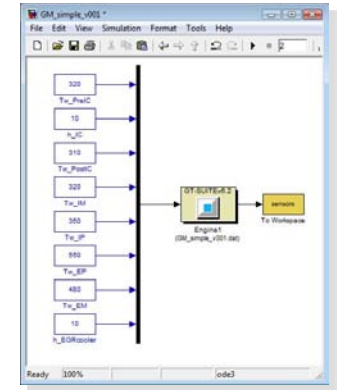 GM_simple_v001 *
File Edit View Simulation Format Tools Help
2
320
Tw_PreIC
10
h_IC
310
Tw_PostIC
320
Tw_IM
350
Tw_IP
550
Tw_EP
480
Tw_EM
10
h_EGRcooler
GT-SUITEv6.2
Engine1
(GM_simple_v001.dat)
sensors
To Workspace
Ready 100% ode3